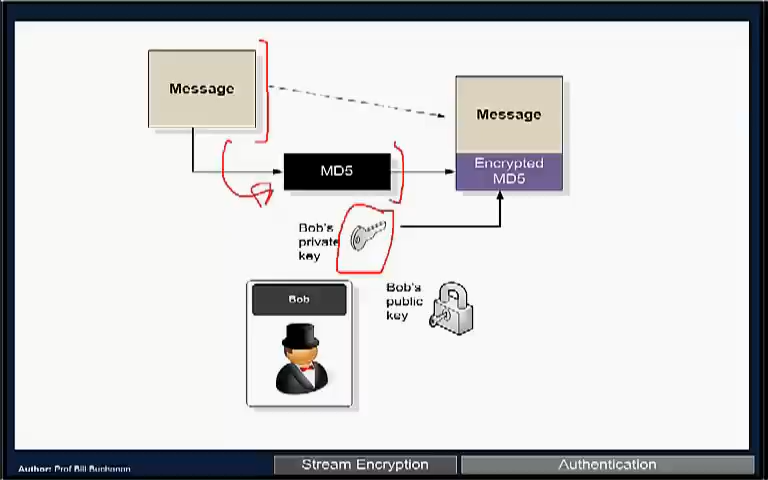 Message
Message
MD5
Encrypted
MD5
Bob's
private
key
Bob
Bob's
public
key
Author: Prof Bill Buchanan
Stream Encryption
Authentication